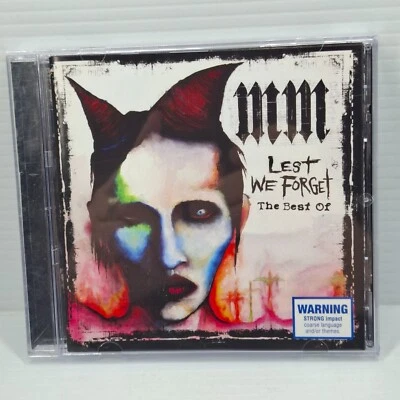 mm
LEST
WE FORGET
The Best Of
WARNING
STRONG impact
coarse language
and/or themes